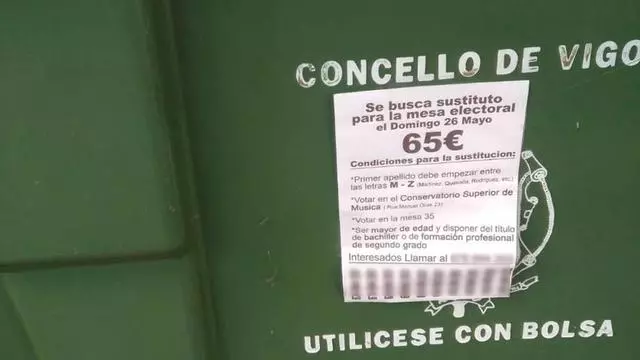 CONCELLO DE VIGO
Se busca sustituto
para la mesa electoral
el Domingo 26 Mayo
65€
Condiciones para la sustitucion:
*Primer apellido debe empezar entre
las letras M - Z (Martinez, Quesada, Rodriguez, etc.)
*Votar en el Conservatorio Superior de
Musica (Rua Manuel Olivie 23)
*Votar en la mesa 35
*Ser mayor de edad y disponer del título
de bachiller o de formación profesional
de segundo grado
Interesados Llamar al
UTILICESE CON BOLSA